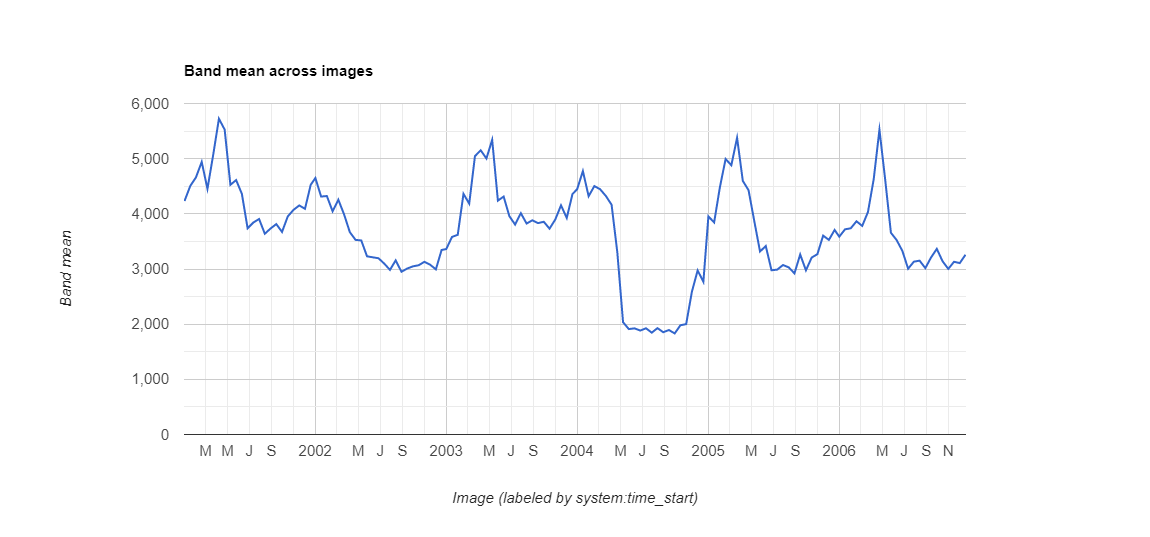 Band mean across images
6,000
5,000
4,000
3,000
2,000
1,000
0
Band mean
M M J S 2002 M J S 2003 M J S 2004 M J S 2005 M J S 2006 M J S N
Image (labeled by system:time_start)